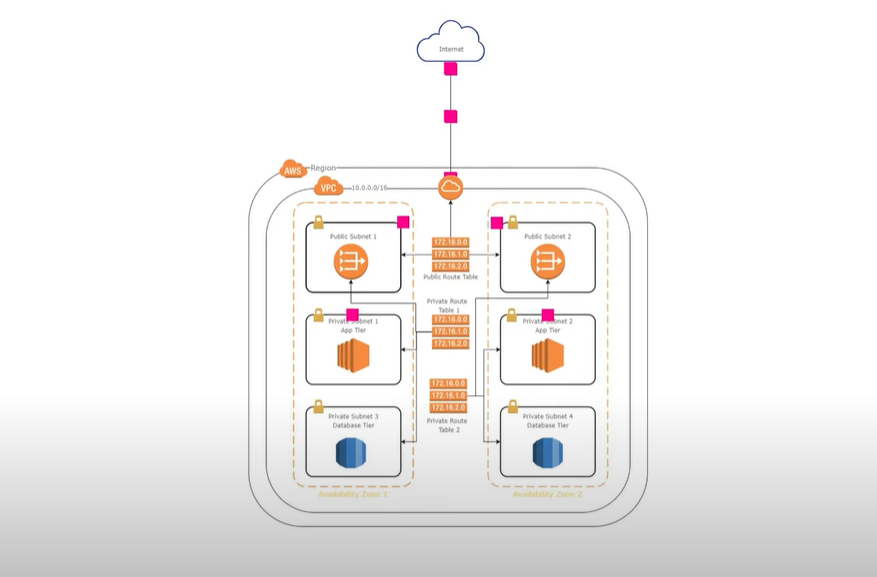 Internet
AWS
Region
VPC
10.0.0.0/16
Public Subnet 1
172.16.0.0
172.16.1.0
172.16.2.0
Public Route Table
Public Subnet 2
Private Subnet 1
App Tier
Private Route
Table 1
172.16.0.0
172.16.1.0
172.16.2.0
Private Subnet 2
App Tier
172.16.0.0
172.16.1.0
172.16.2.0
Private Route
Table 2
Private Subnet 3
Database Tier
Private Subnet 4
Database Tier
Availability Zone 1
Availability Zone 2